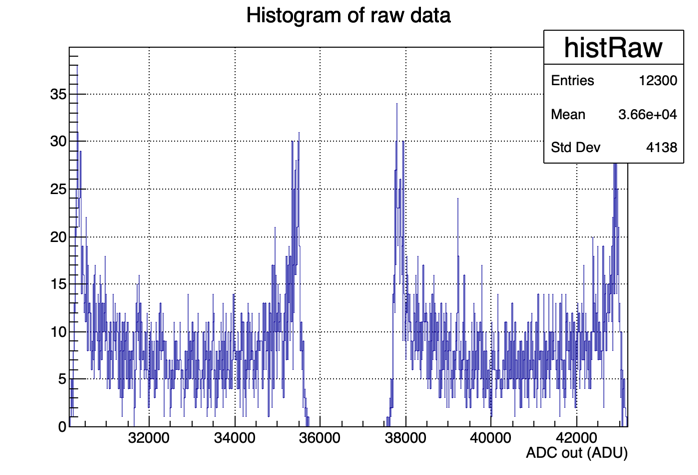 Histogram of raw data
histRaw
Entries 12300
Mean 3.66e+04
Std Dev 4138
35
30
25
20
15
10
5
0
32000 34000 36000 38000 40000 42000
ADC out (ADU)